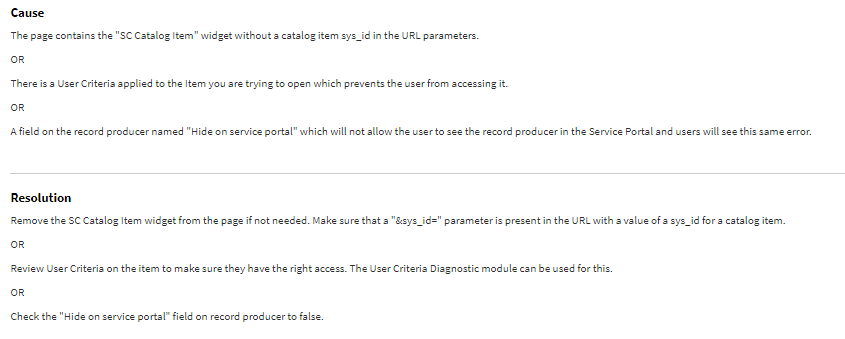 Cause
The page contains the "SC Catalog Item" widget without a catalog item sys_id in the URL parameters.
OR
There is a User Criteria applied to the Item you are trying to open which prevents the user from accessing it.
OR
A field on the record producer named "Hide on service portal" which will not allow the user to see the record producer in the Service Portal and users will see this same error.
Resolution
Remove the SC Catalog Item widget from the page if not needed. Make sure that a "&sys_id=" parameter is present in the URL with a value of a sys_id for a catalog item.
OR
Review User Criteria on the item to make sure they have the right access. The User Criteria Diagnostic module can be used for this.
OR
Check the "Hide on service portal" field on record producer to false.